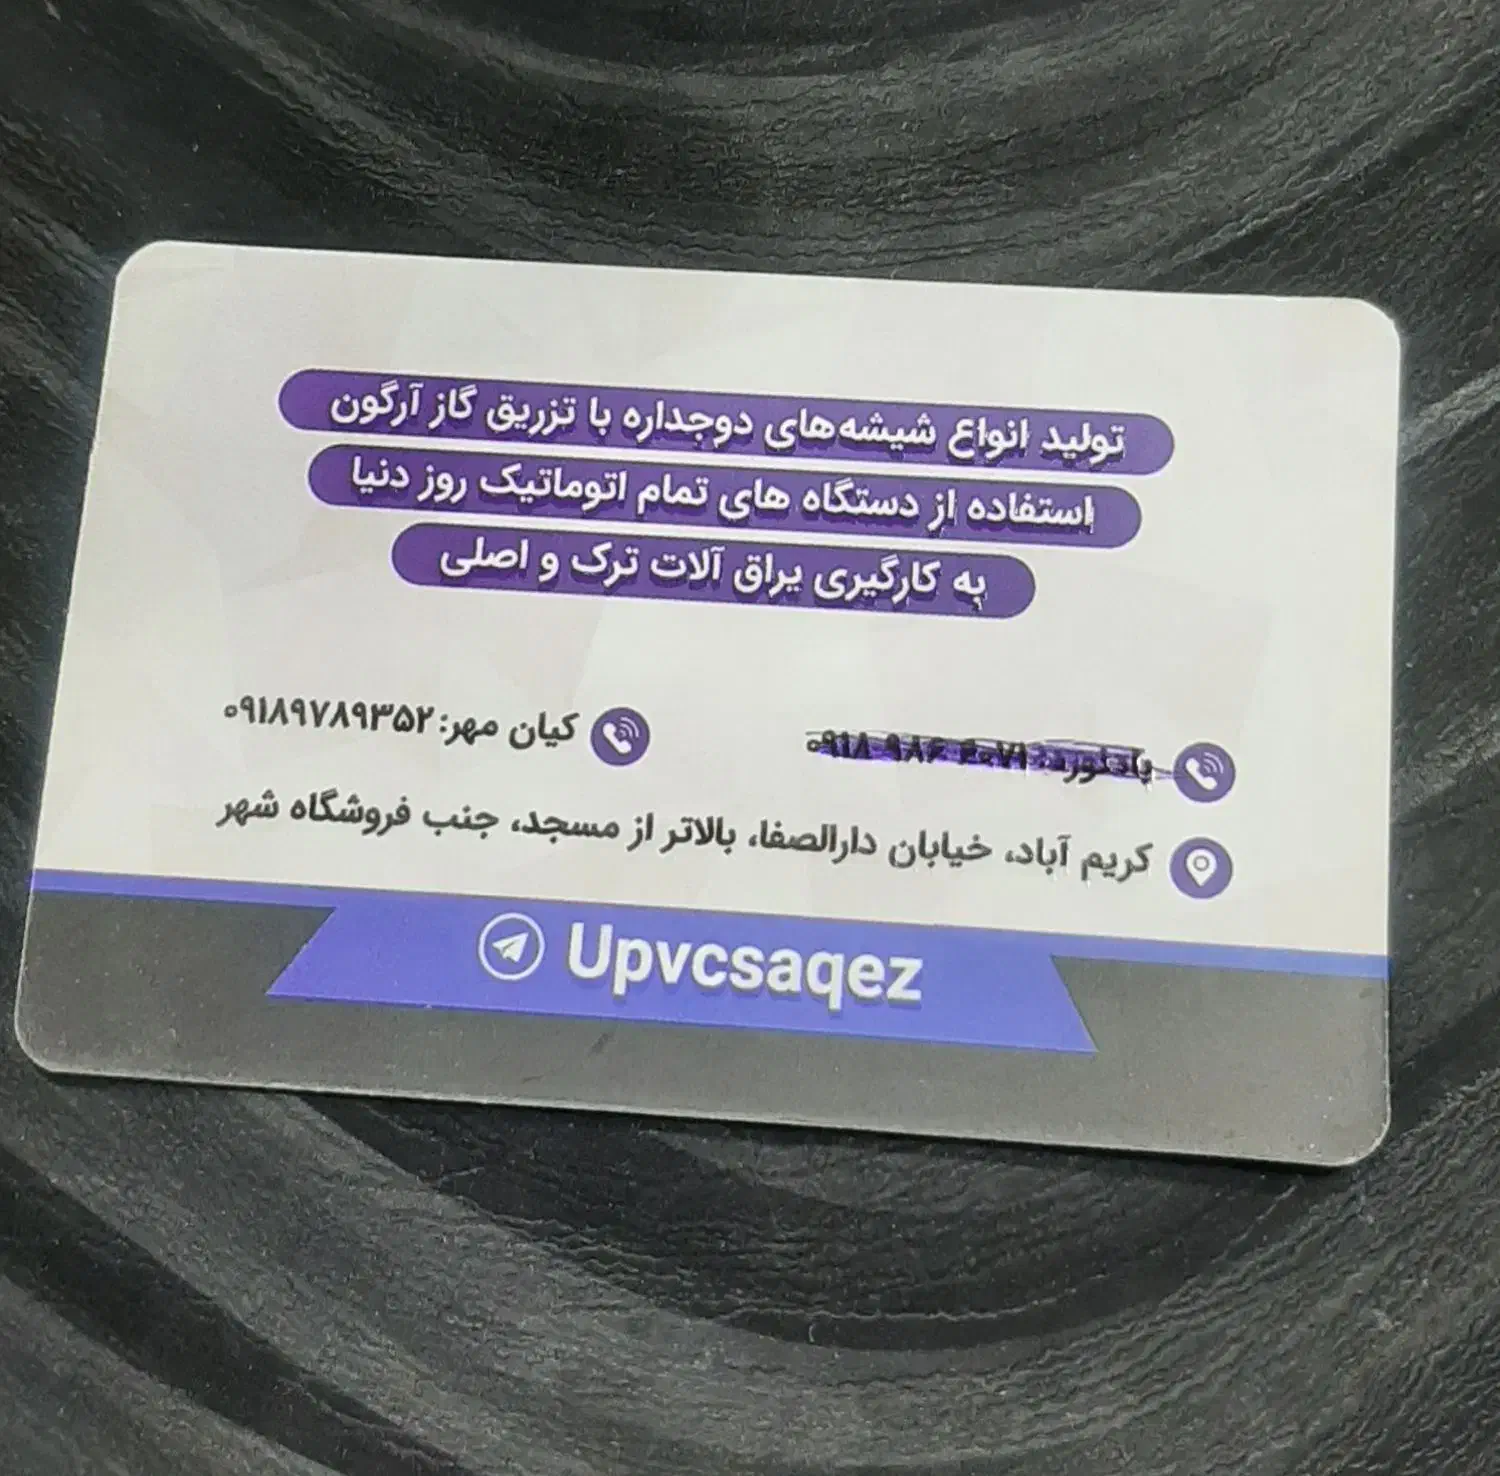 تولید انواع شیشه‌های دوجداره با تزریق گاز آرگون
استفاده از دستگاه های تمام اتوماتیک روز دنیا
به کارگیری یراق آلات ترک و اصلی
کیان مهر: ۰۹۱۸۹۷۸۹۳۵۲
کریم آباد، خیابان دارالصفا، بالاتر از مسجد، جنب فروشگاه شهر
Upvcsaqez